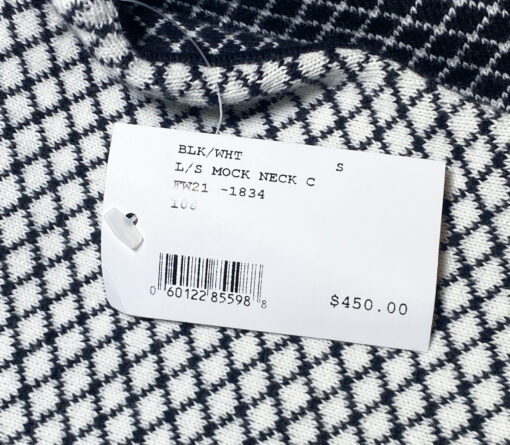 BLK/WHT S
L/S MOCK NECK C
FW21 -1834
0 60122 85598 8
$450.00